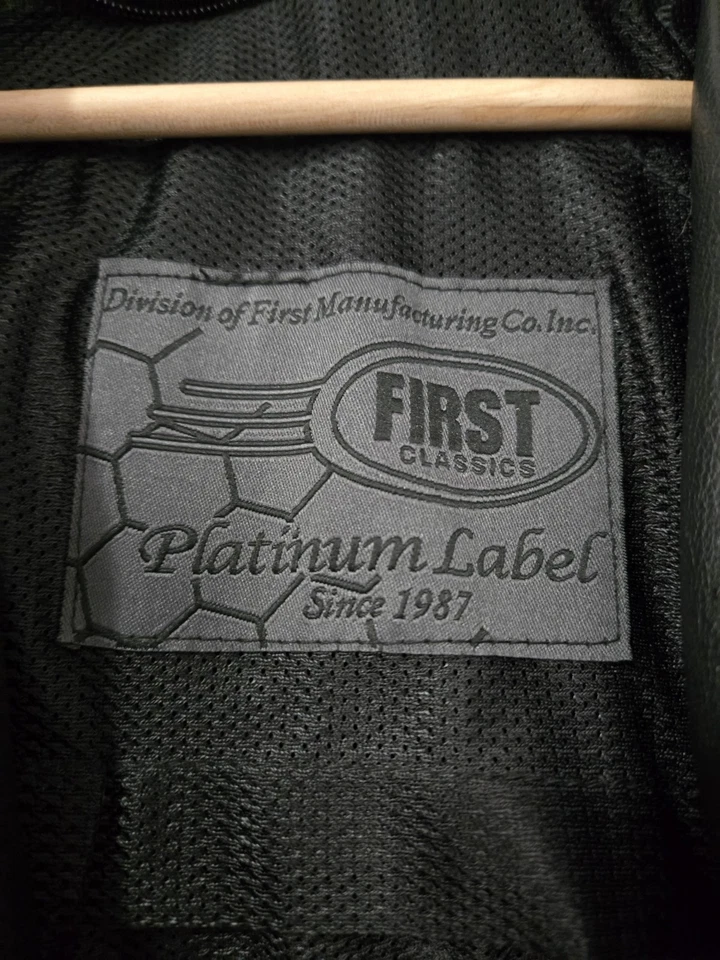 Division of First Manufacturing Co. Inc.
FIRST
CLASSICS
Platinum Label
Since 1987